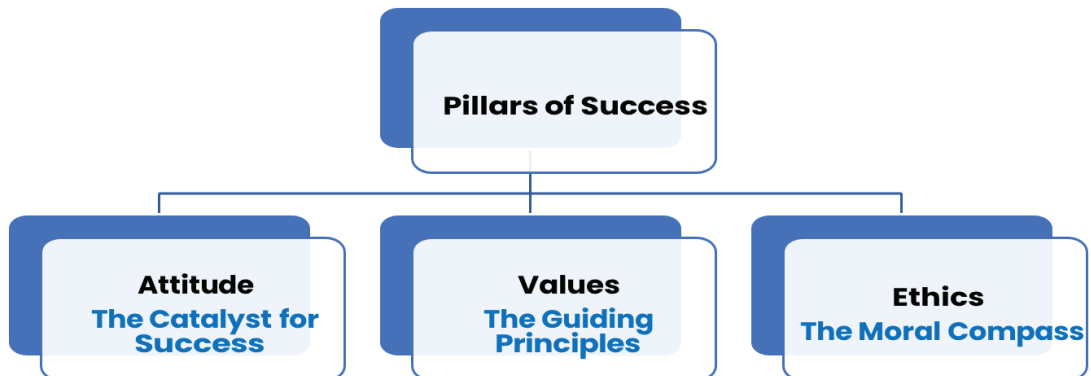 Pillars of Success
Attitude
The Catalyst for
Success
Values
The Guiding
Principles
Ethics
The Moral Compass